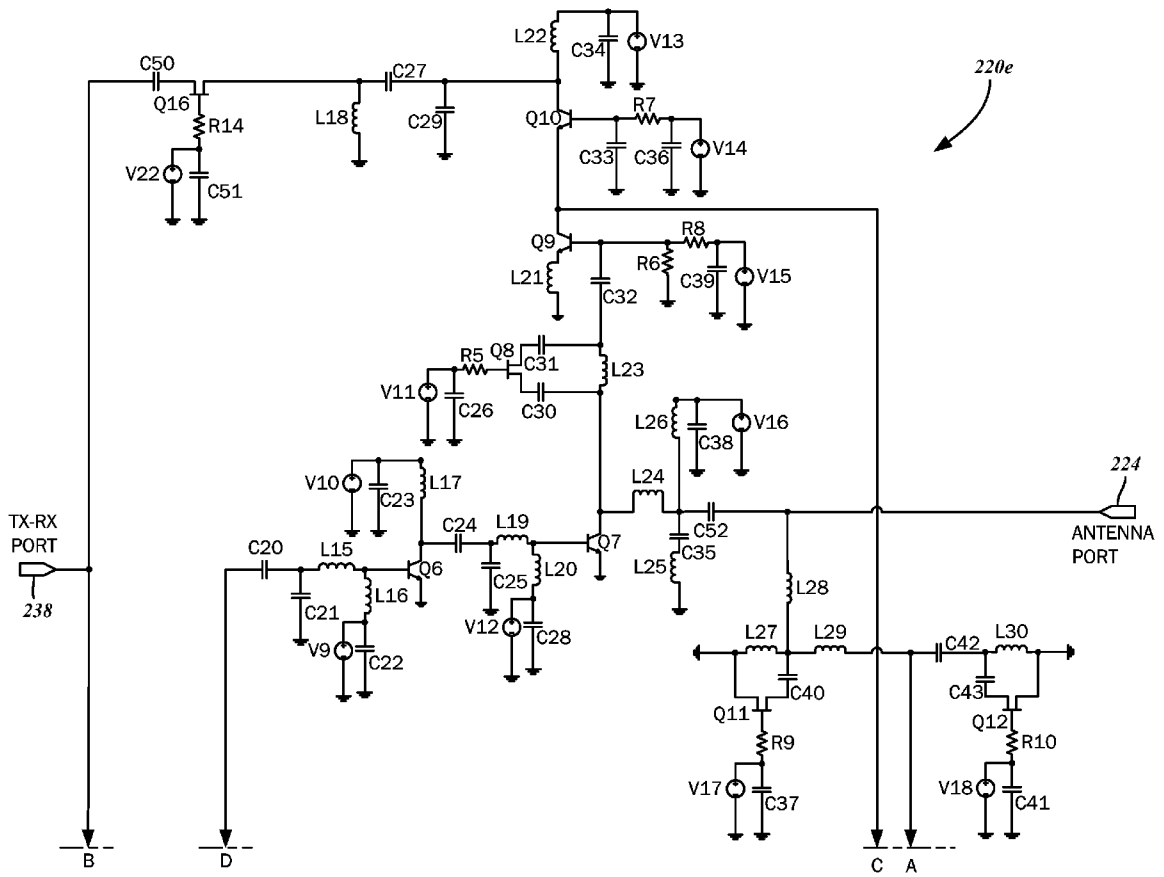 L22
C34
V13
C50
C27
220e
Q16
R14
L18
C29
Q10
R7
C33
C36
V14
V22
C51
Q9
R8
L21
R6
C39
V15
C32
R5
Q8
C31
L23
V11
C26
C30
L26
C38
V16
V10
C23
L17
L24
224
TX-RX
PORT
C24
L19
Q7
C52
ANTENNA
PORT
C20
L15
Q6
C25
L20
C35
L25
238
C21
L16
L28
V12
C28
V9
C22
L27
L29
C42
L30
C40
C43
Q11
Q12
R9
R10
V17
C37
V18
C41
B
D
C
A